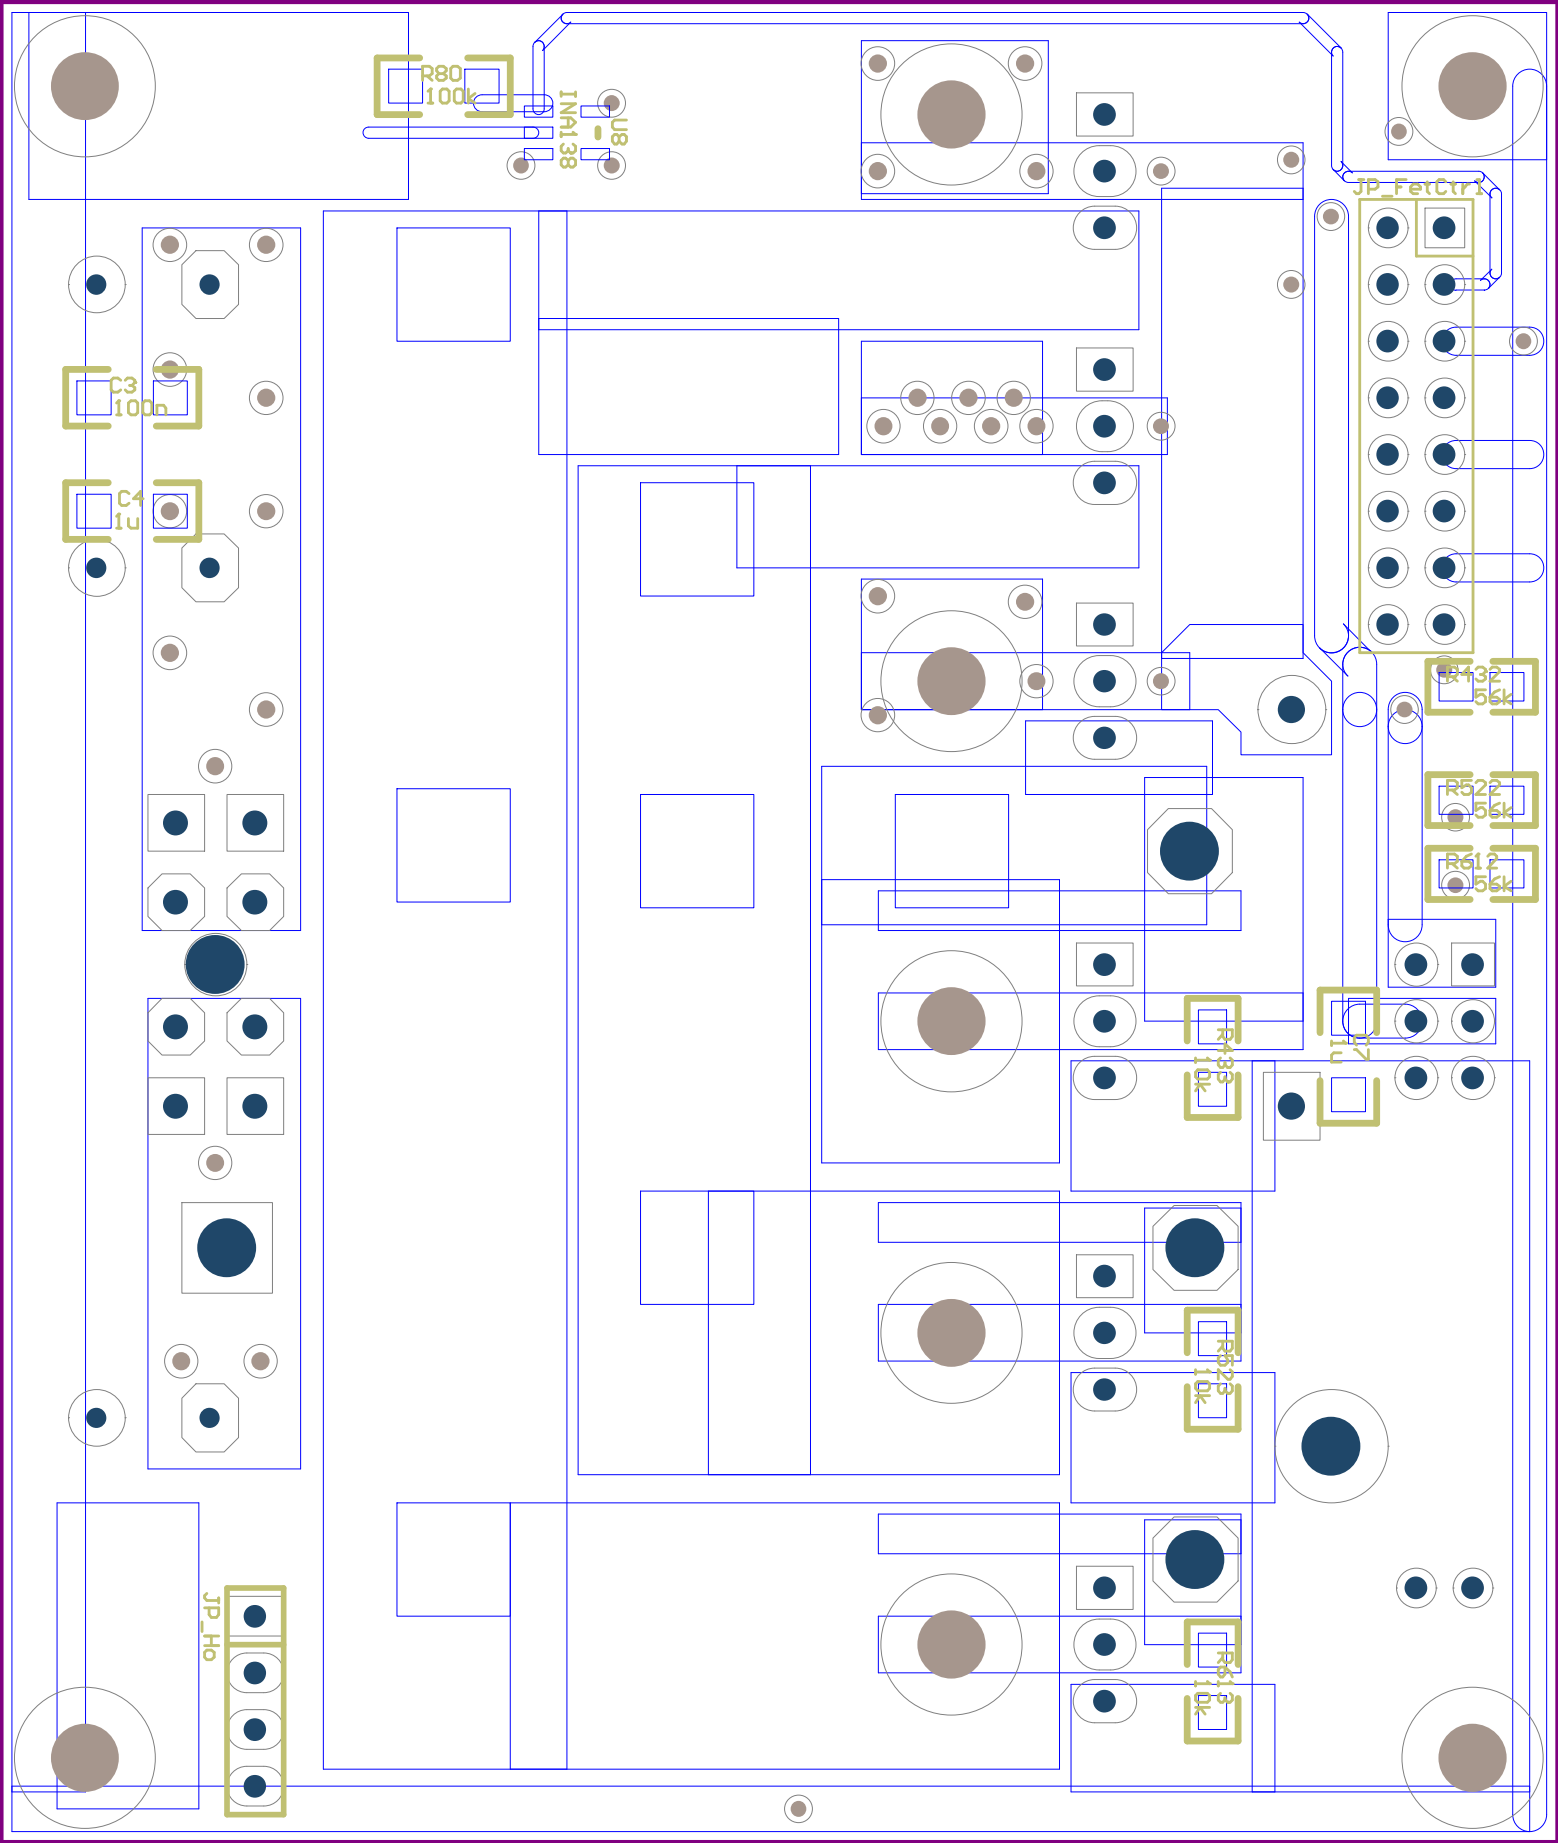 R80
100k
INA138
U8
JP_FetCtrl
C3
100n
C4
1u
R432
56k
R522
56k
R612
56k
C7
1u
R433
10k
R523
10k
R613
10k
JP_Ho